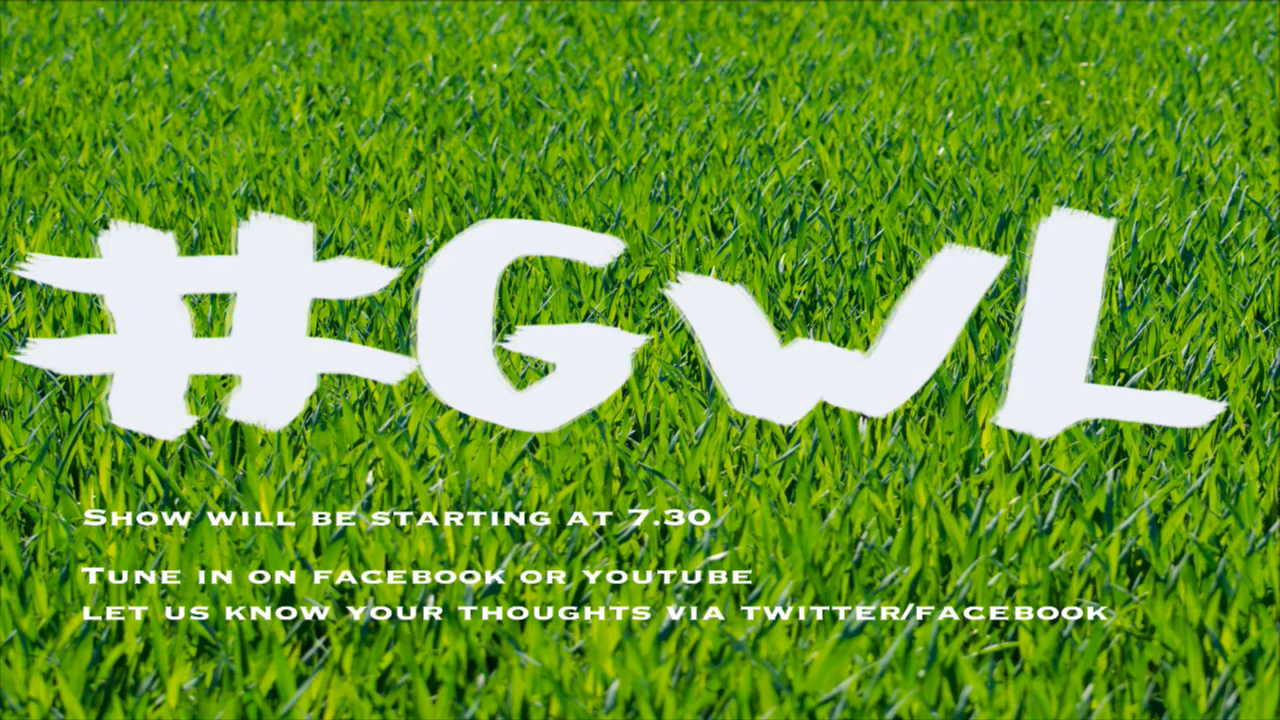 #GWL
Show will be starting at 7.30
Tune in on facebook or youtube
let us know your thoughts via twitter/facebook